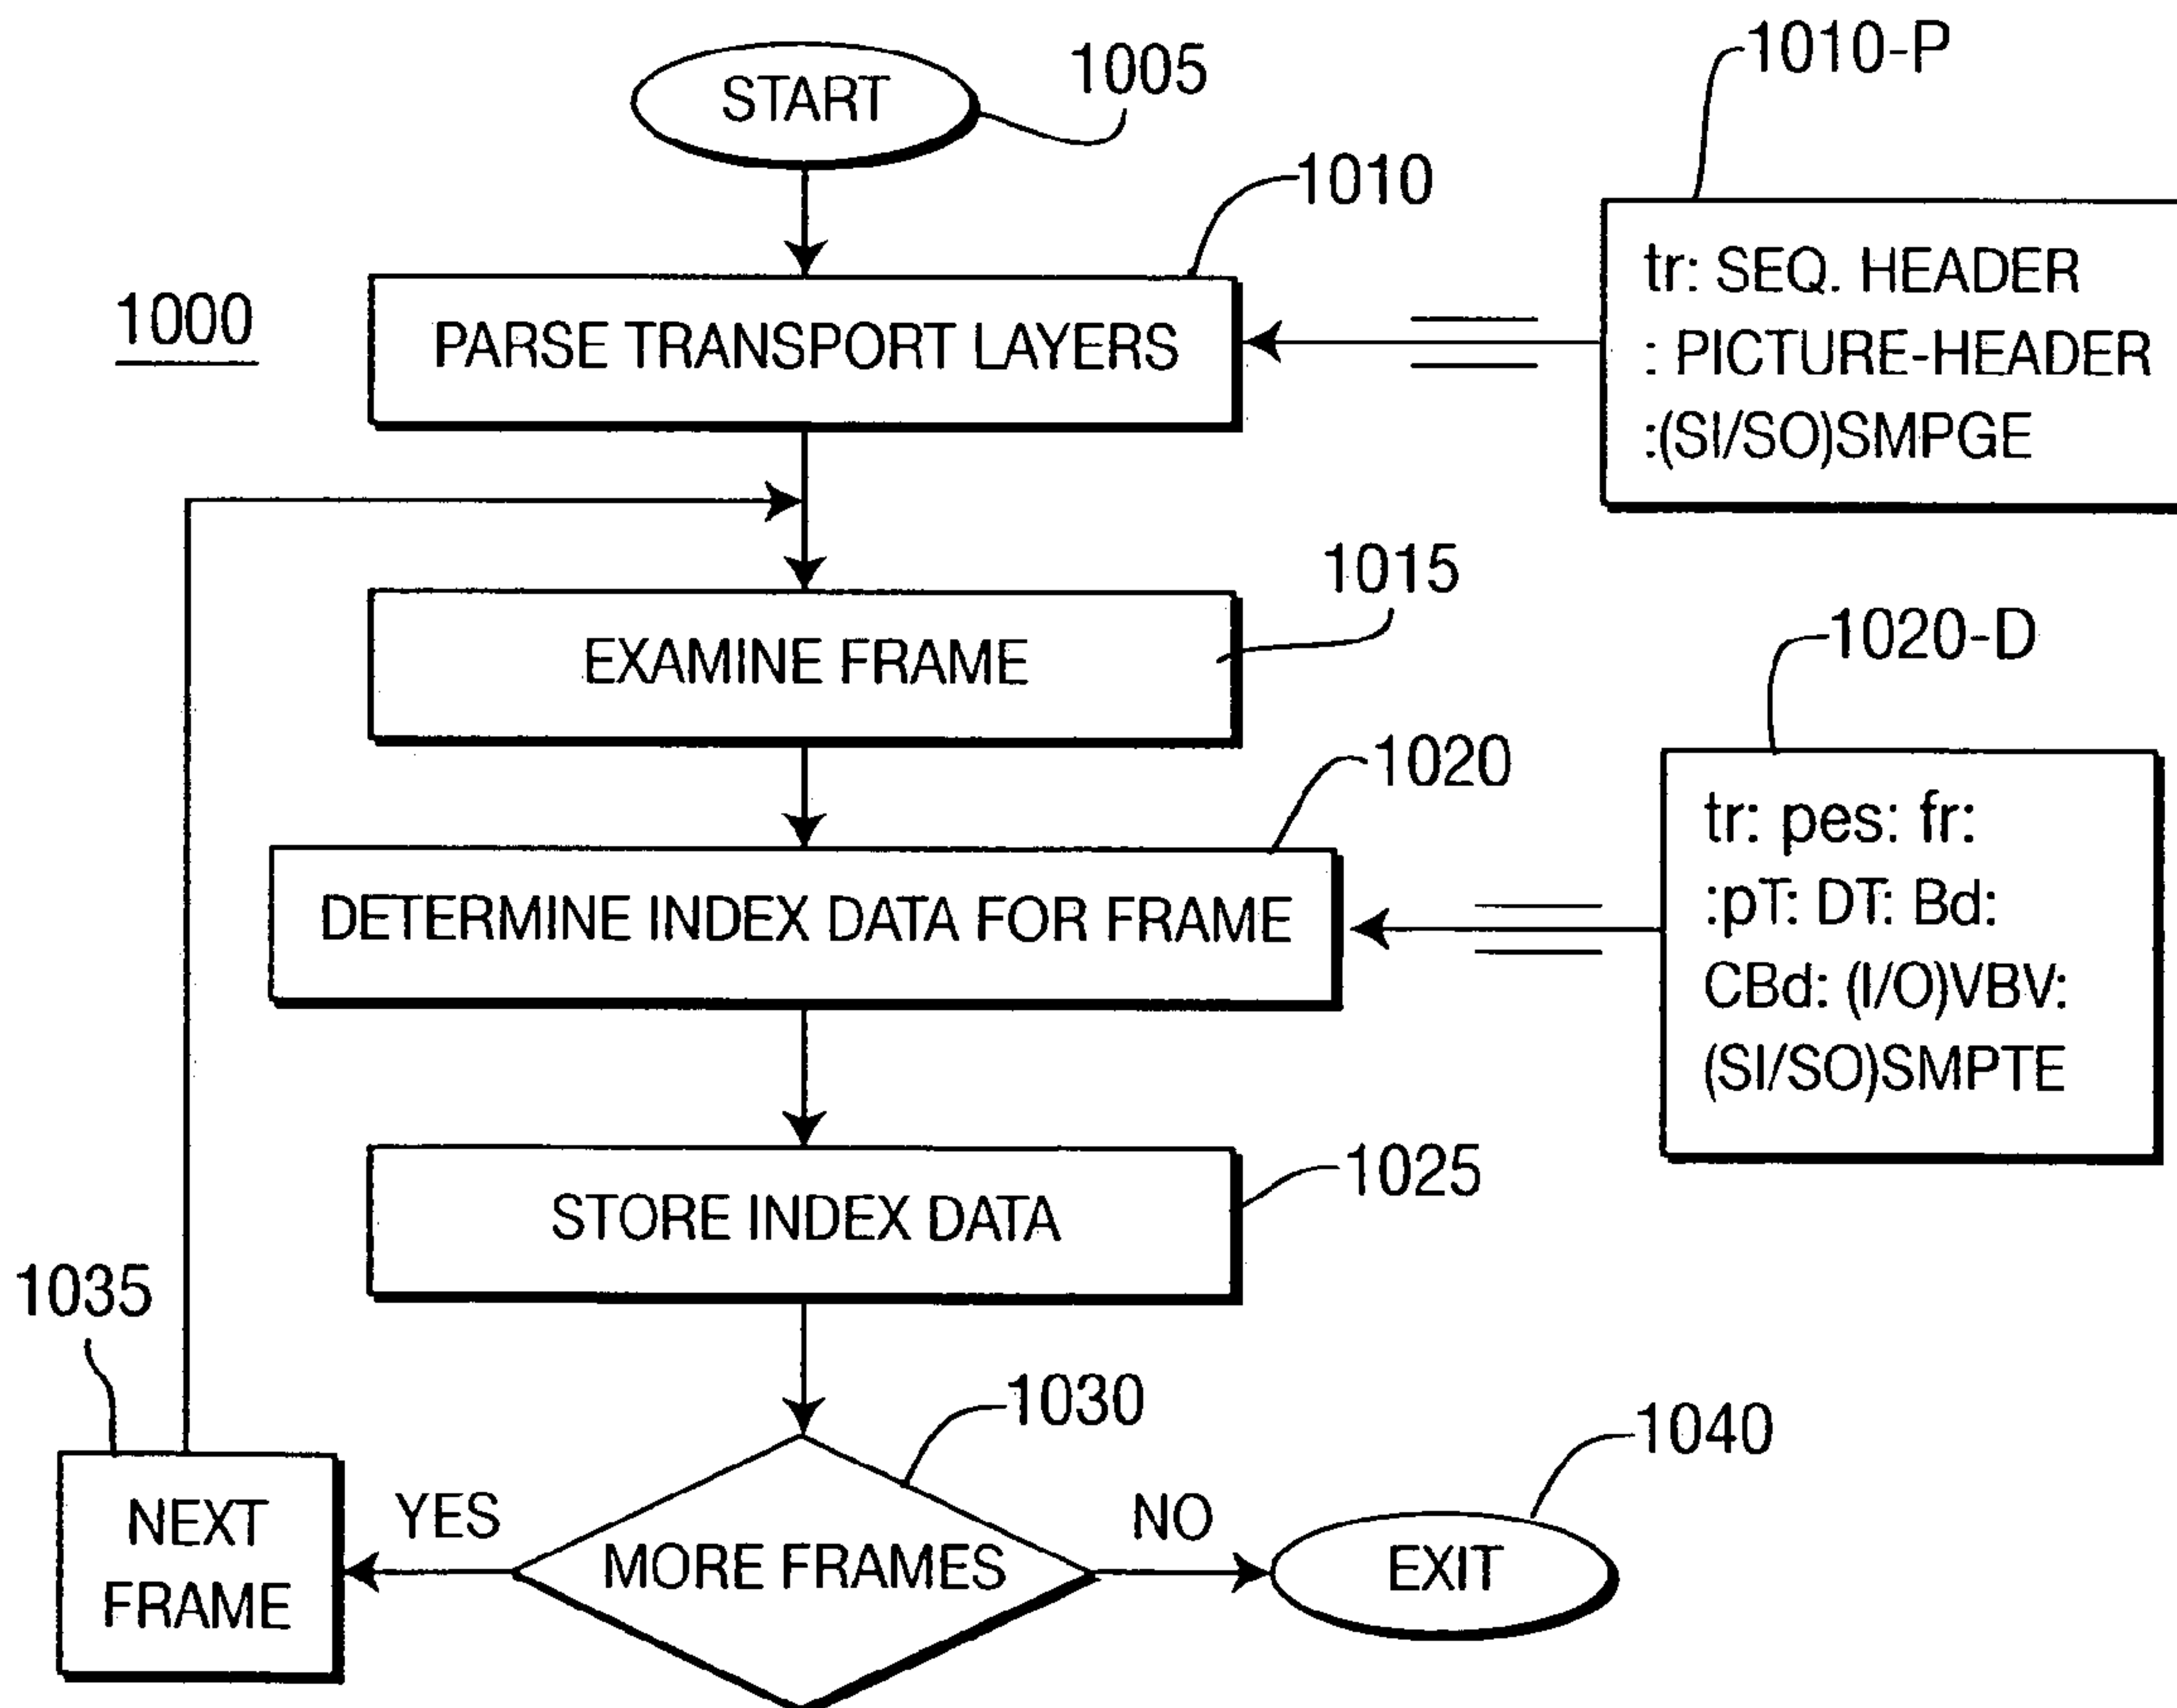 START
1005
1010-P
1010
1000
PARSE TRANSPORT LAYERS
tr: SEQ. HEADER
: PICTURE-HEADER
:(SI/SO)SMPGE
1015
EXAMINE FRAME
1020-D
1020
DETERMINE INDEX DATA FOR FRAME
tr: pes: fr:
:pT: DT: Bd:
CBd: (I/O)VBV:
(SI/SO)SMPTE
1025
STORE INDEX DATA
1035
1030
1040
NEXT
FRAME
YES
MORE FRAMES
NO
EXIT